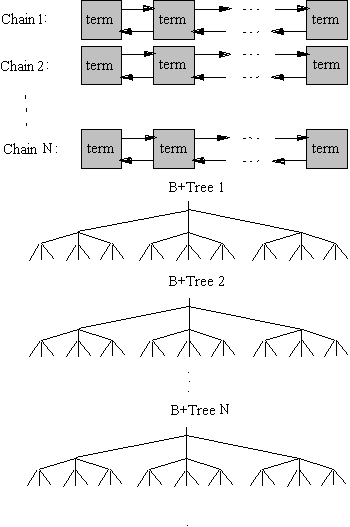 Chain 1: term term - - - term
Chain 2: term term - - - term
Chain N: term term - - - term
B+Tree 1
B+Tree 2
B+Tree N